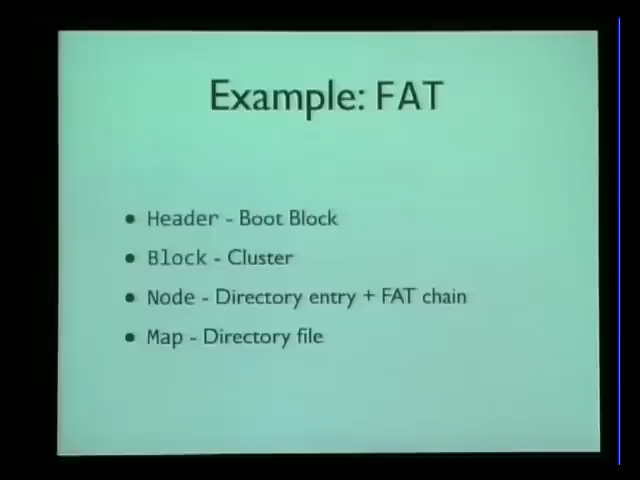 Example: FAT
• Header - Boot Block
• Block - Cluster
• Node - Directory entry + FAT chain
• Map - Directory file